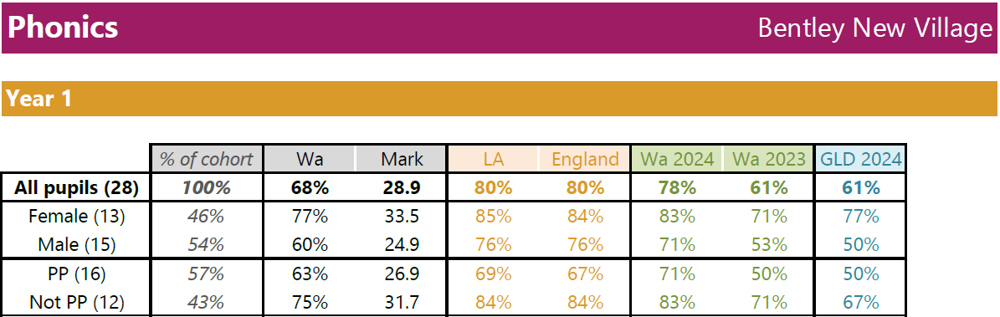 Phonics Bentley New Village
Year 1
% of cohort Wa Mark LA England Wa 2024 Wa 2023 GLD 2024
All pupils (28) 100% 68% 28.9 80% 80% 78% 61% 61%
Female (13) 46% 77% 33.5 85% 84% 83% 71% 77%
Male (15) 54% 60% 24.9 76% 76% 71% 53% 50%
PP (16) 57% 63% 26.9 69% 67% 71% 50% 50%
Not PP (12) 43% 75% 31.7 84% 84% 83% 71% 67%